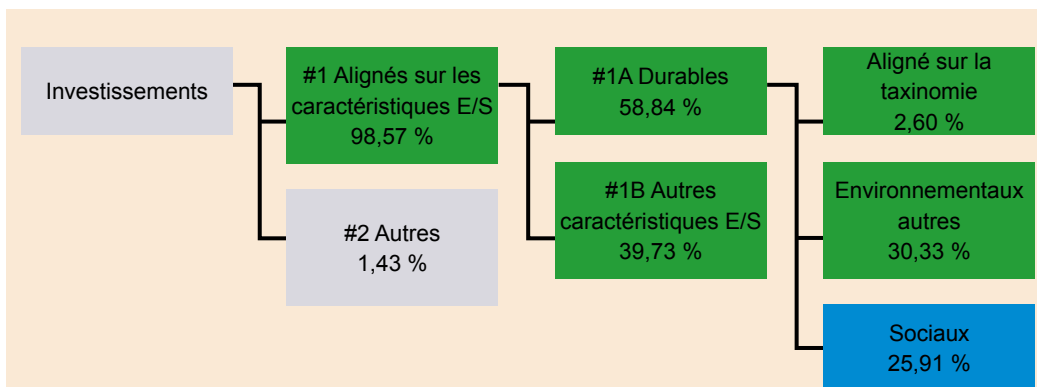 Investissements
#1 Alignés sur les
caractéristiques E/S
98,57 %
#2 Autres
1,43 %
#1A Durables
58,84 %
#1B Autres
caractéristiques E/S
39,73 %
Aligné sur la
taxinomie
2,60 %
Environnementaux
autres
30,33 %
Sociaux
25,91 %